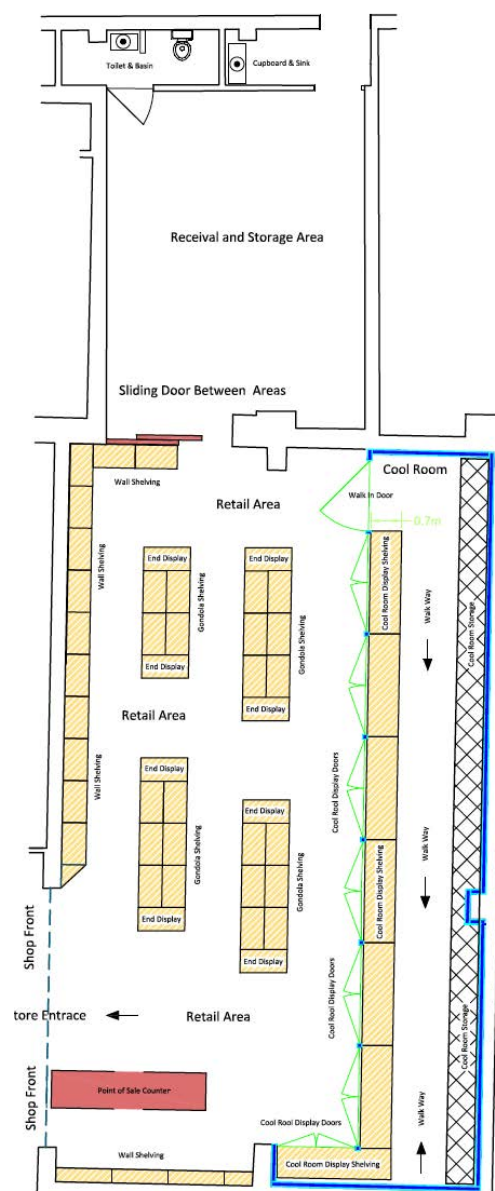 Toilet & Basin
Cupboard & Sink
Receival and Storage Area
Sliding Door Between Areas
Cool Room
Wall Shelving
Walk In Door
Retail Area
0.7m
End Display
End Display
Wall Shelving
Gondola Shelving
Gondola Shelving
Cool Room Display Shelving
Walk Way
Cool Room Storage
End Display
End Display
Retail Area
Wall Shelving
End Display
End Display
Cool Rool Display Doors
Gondola Shelving
Gondola Shelving
Cool Room Display Shelving
Walk Way
End Display
End Display
Shop Front
tore Entrace
Retail Area
Cool Rool Display Doors
Cool Room Storage
Shop Front
Point of Sale Counter
Cool Rool Display Doors
Walk Way
Wall Shelving
Cool Room Display Shelving